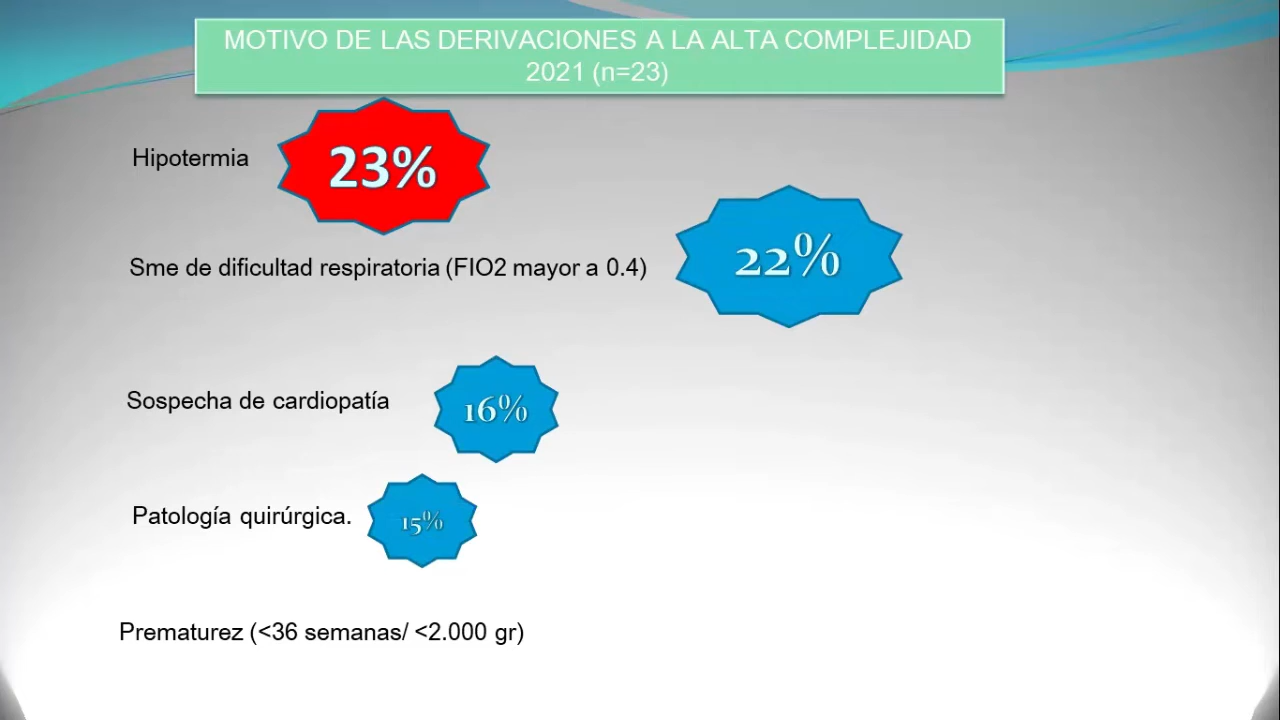 MOTIVO DE LAS DERIVACIONES A LA ALTA COMPLEJIDAD
2021 (n=23)
Hipotermia 23%
Sme de dificultad respiratoria (FIO2 mayor a 0.4) 22%
Sospecha de cardiopatía 16%
Patología quirúrgica. 15%
Prematurez (<36 semanas/ <2.000 gr)